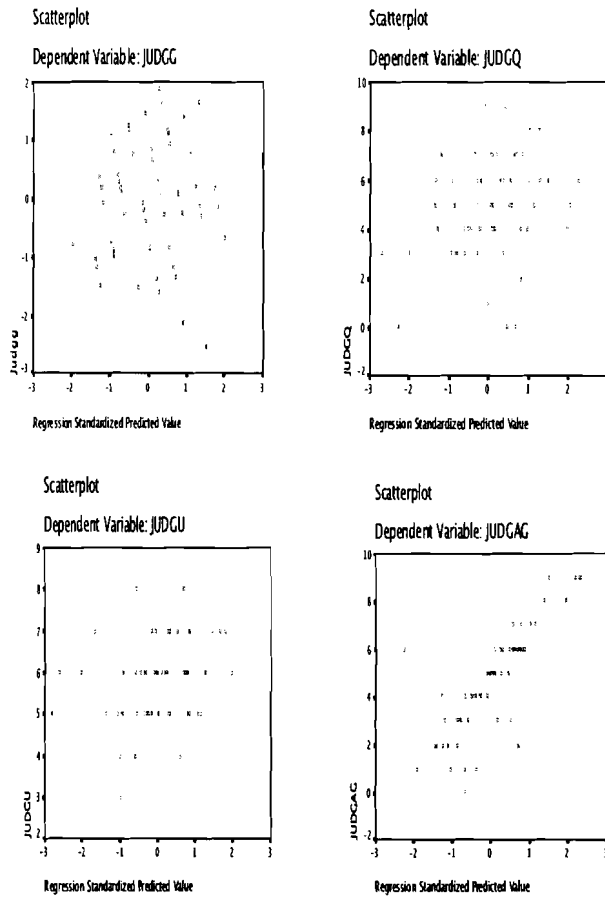 Scatterplot
Dependent Variable: JUDGG
2
1
0
-1
-2
-3
Judgg
-3 -2 -1 0 1 2 3
Regression Standardized Predicted Value
Scatterplot
Dependent Variable: JUDGQ
10
8
6
4
2
0
-2
JUDGQ
-3 -2 -1 0 1 2 3
Regression Standardized Predicted Value
Scatterplot
Dependent Variable: JUDGU
9
8
7
6
5
4
3
2
JUDGU
-3 -2 -1 0 1 2 3
Regression Standardized Predicted Value
Scatterplot
Dependent Variable: JUDGAG
10
8
6
4
2
0
-2
JUDGAG
-3 -2 -1 0 1 2 3
Regression Standardized Predicted Value